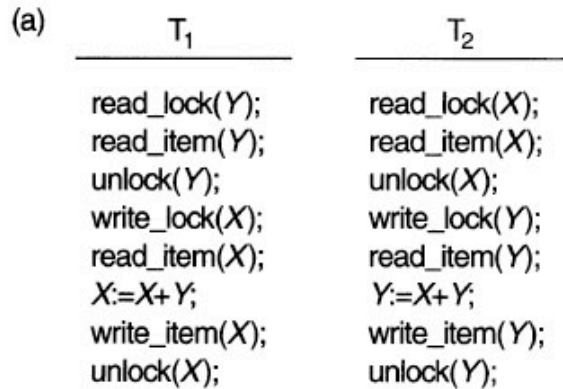 (a) T1 T2
read_lock(Y); read_lock(X);
read_item(Y); read_item(X);
unlock(Y); unlock(X);
write_lock(X); write_lock(Y);
read_item(X); read_item(Y);
X:=X+Y; Y:=X+Y;
write_item(X); write_item(Y);
unlock(X); unlock(Y);